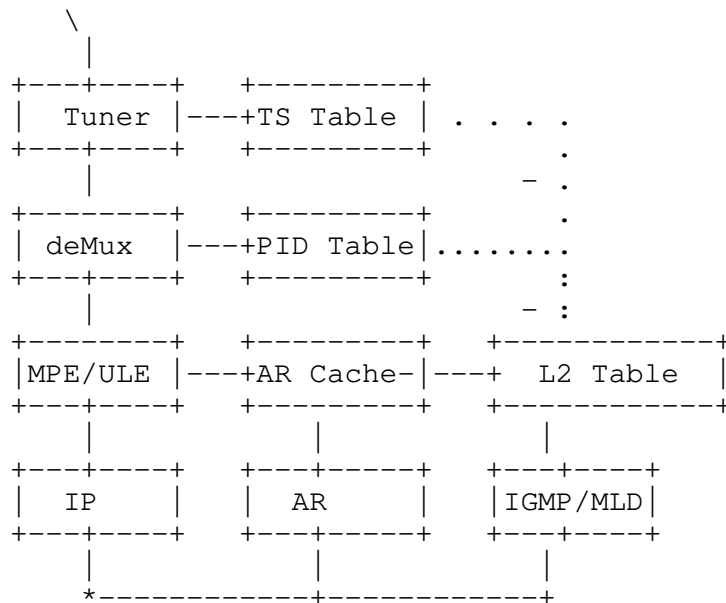 Tuner TS Table
deMux PID Table
MPE/ULE AR Cache L2 Table
IP AR IGMP/MLD